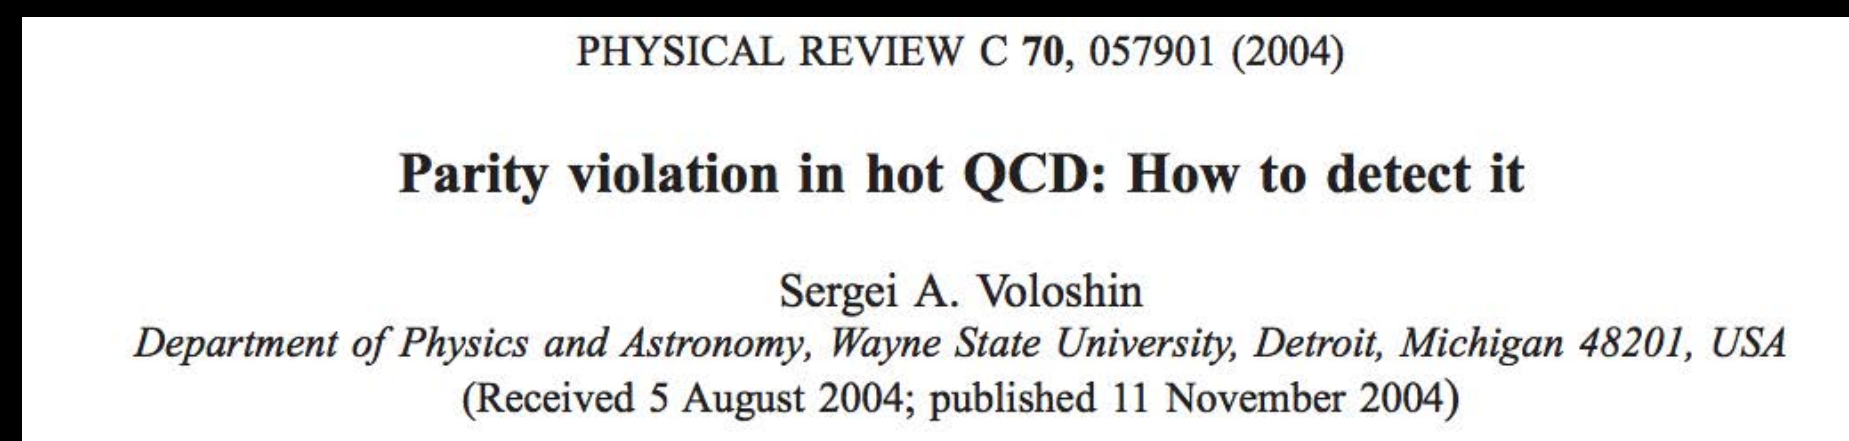 PHYSICAL REVIEW C 70, 057901 (2004)
Parity violation in hot QCD: How to detect it
Sergei A. Voloshin
Department of Physics and Astronomy, Wayne State University, Detroit, Michigan 48201, USA
(Received 5 August 2004; published 11 November 2004)